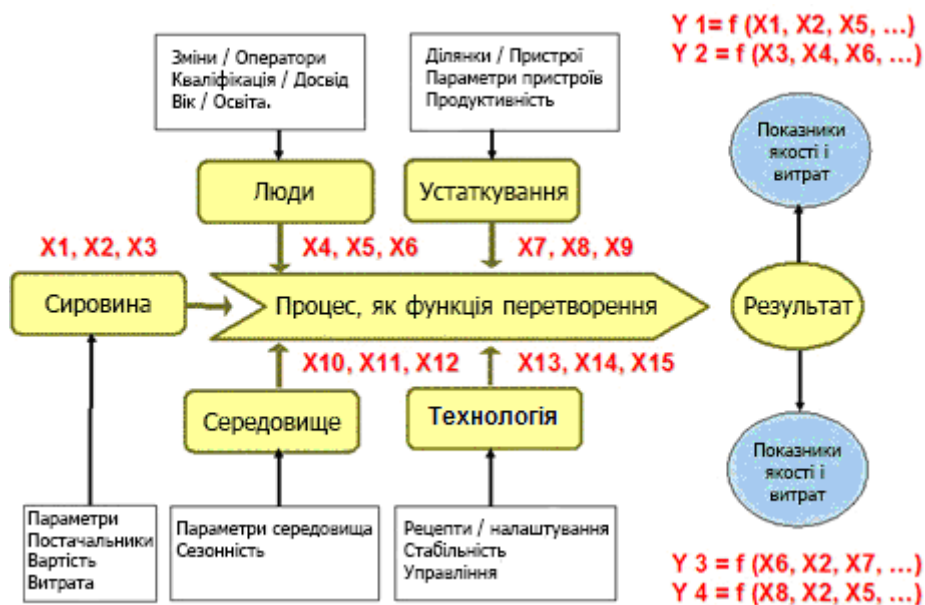 Y 1= f (X1, X2, X5, ...)
Y 2 = f (X3, X4, X6, ...)
Зміни / Оператори
Кваліфікація / Досвід
Вік / Освіта.
Ділянки / Пристрої
Параметри пристроїв
Продуктивність
Показники
якості і
витрат
Люди
Устаткування
X1, X2, X3
X4, X5, X6
X7, X8, X9
Сировина
Процес, як функція перетворення
Результат
X10, X11, X12
X13, X14, X15
Середовище
Технологія
Показники
якості і
витрат
Параметри
Постачальники
Вартість
Витрата
Параметри середовища
Сезонність
Рецепти / налаштування
Стабільність
Управління
Y 3 = f (X6, X2, X7, ...)
Y 4 = f (X8, X2, X5, ...)